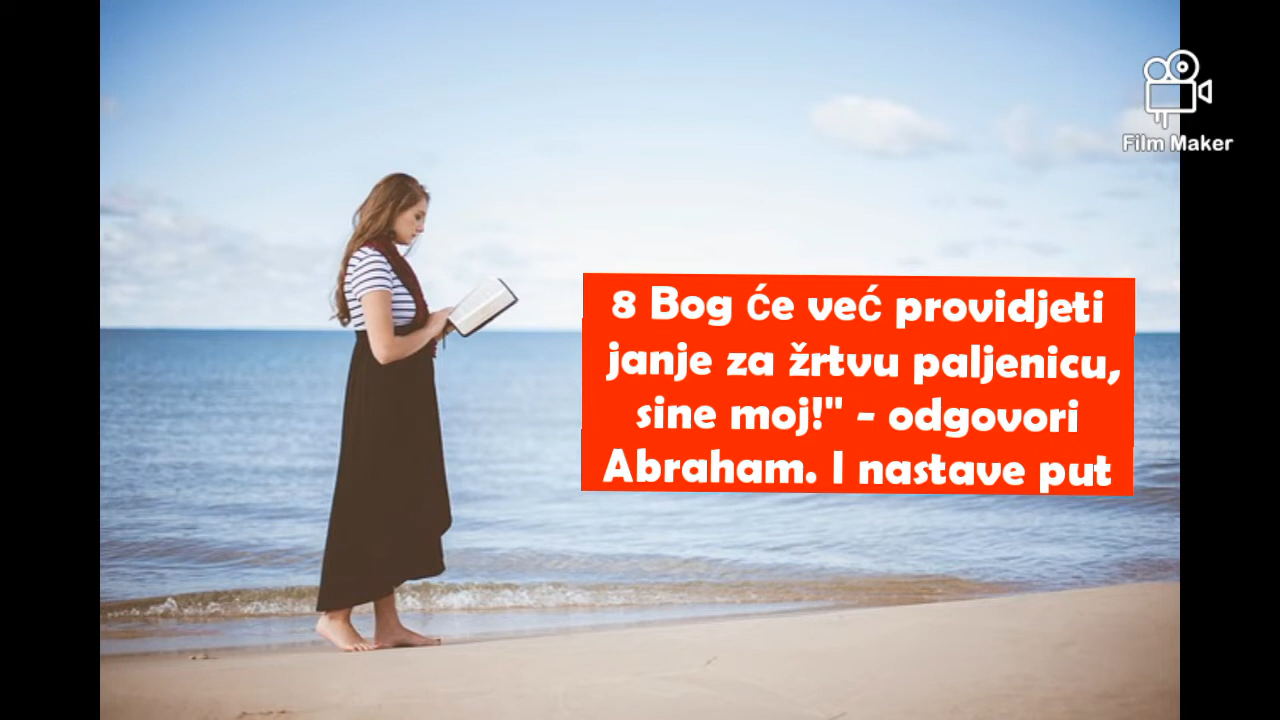 Film Maker
8 Bog će već providjeti
janje za žrtvu paljenicu,
sine moj!" - odgovori
Abraham. I nastave put